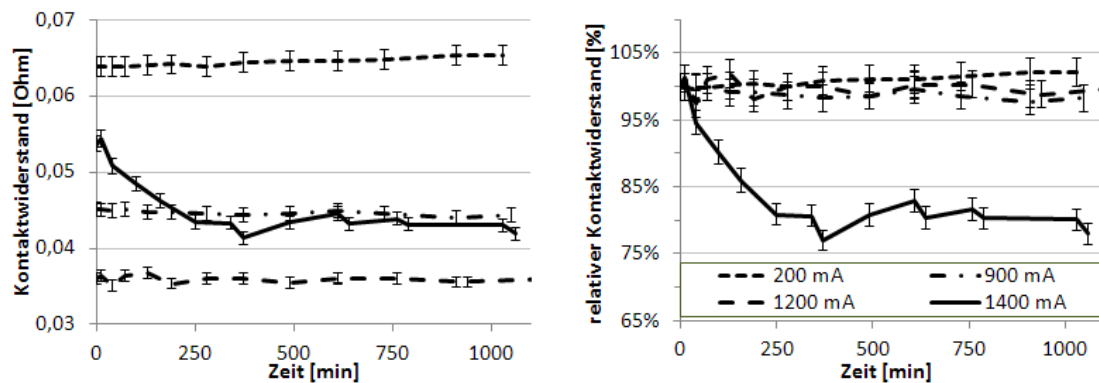 Kontaktwiderstand [Ohm]
0,07
0,06
0,05
0,04
0,03
0
250
500
750
1000
Zeit [min]
relativer Kontaktwiderstand [%]
105%
95%
85%
75%
65%
200 mA
900 mA
1200 mA
1400 mA
0
250
500
750
1000
Zeit [min]